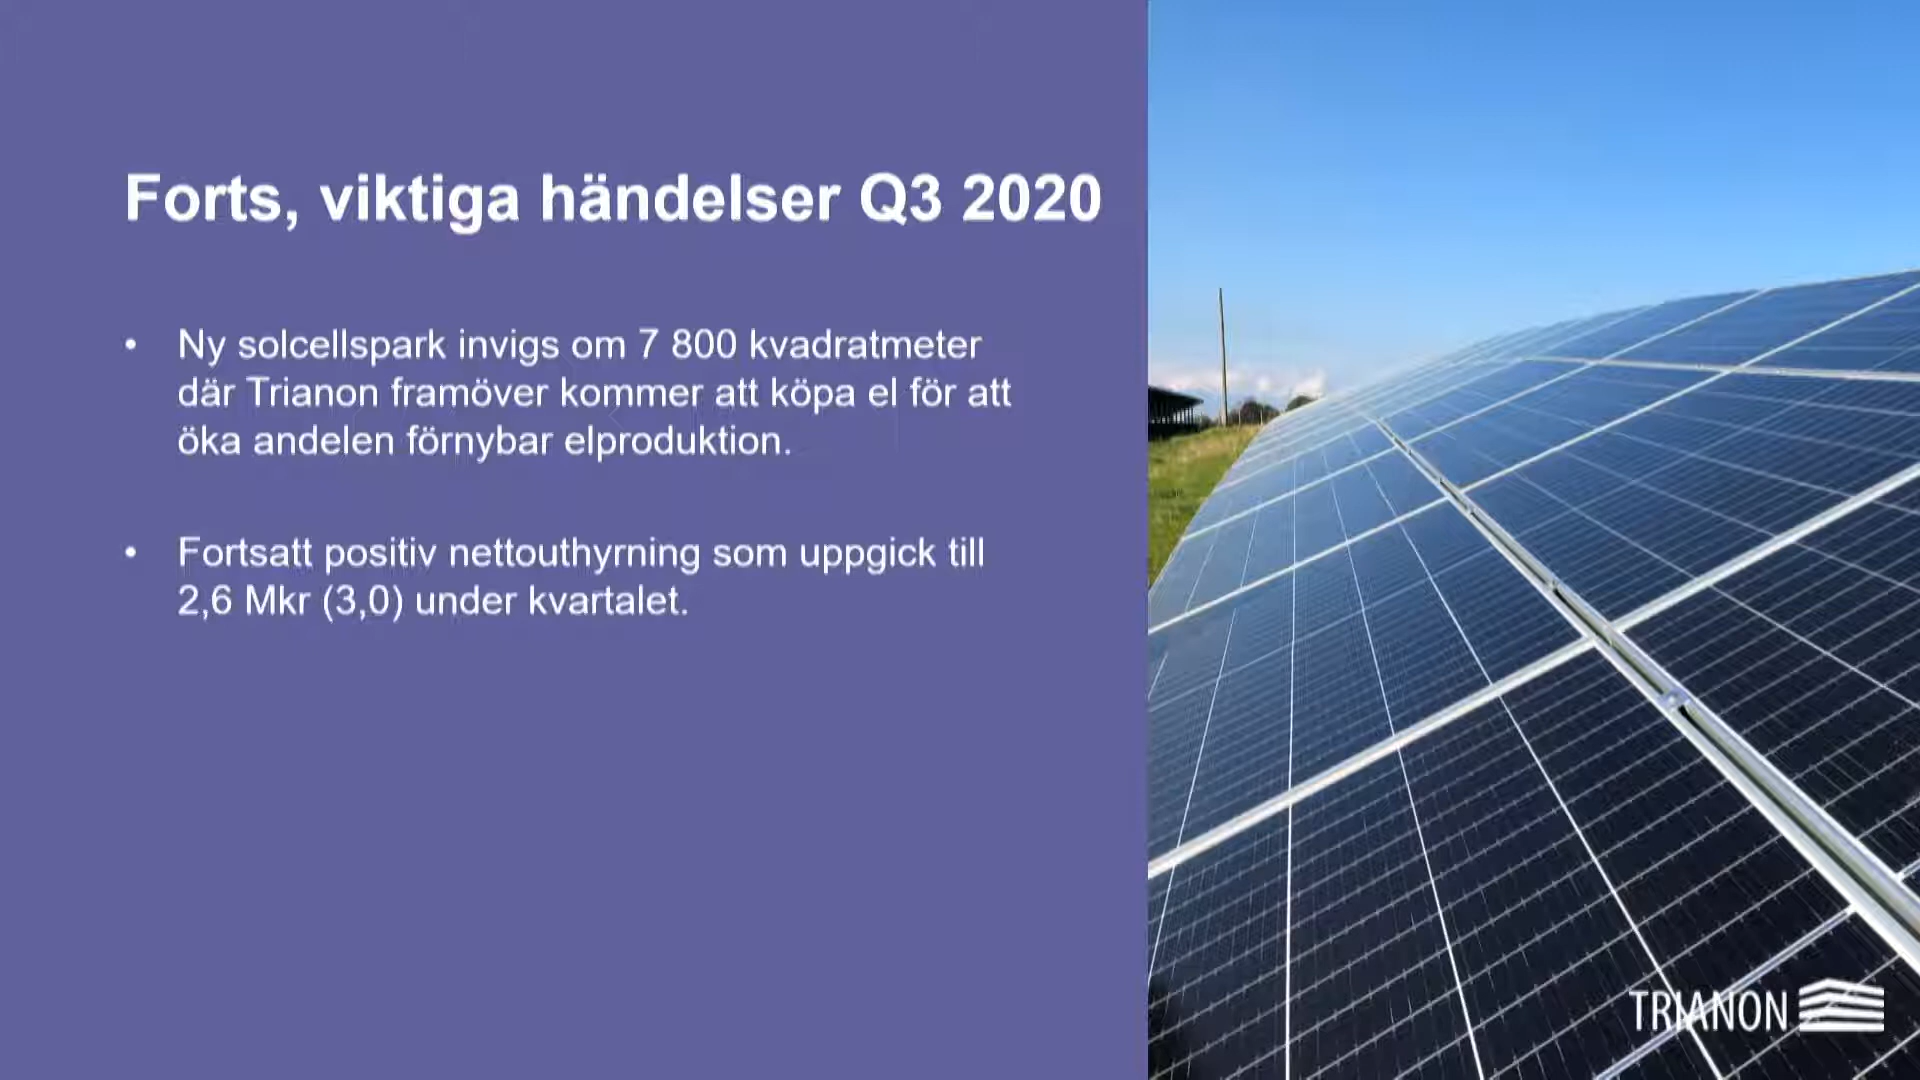 Forts, viktiga händelser Q3 2020
• Ny solcellspark invigs om 7 800 kvadratmeter
där Trianon framöver kommer att köpa el för att
öka andelen förnybar elproduktion.
• Fortsatt positiv nettouthyrning som uppgick till
2,6 Mkr (3,0) under kvartalet.
TRIANON